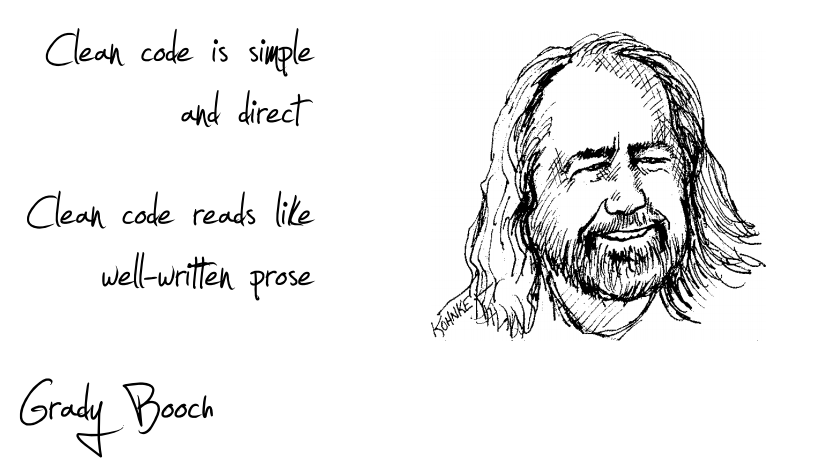 Clean code is simple
and direct
Clean code reads like
well-written prose
Grady Booch
KOHNKE